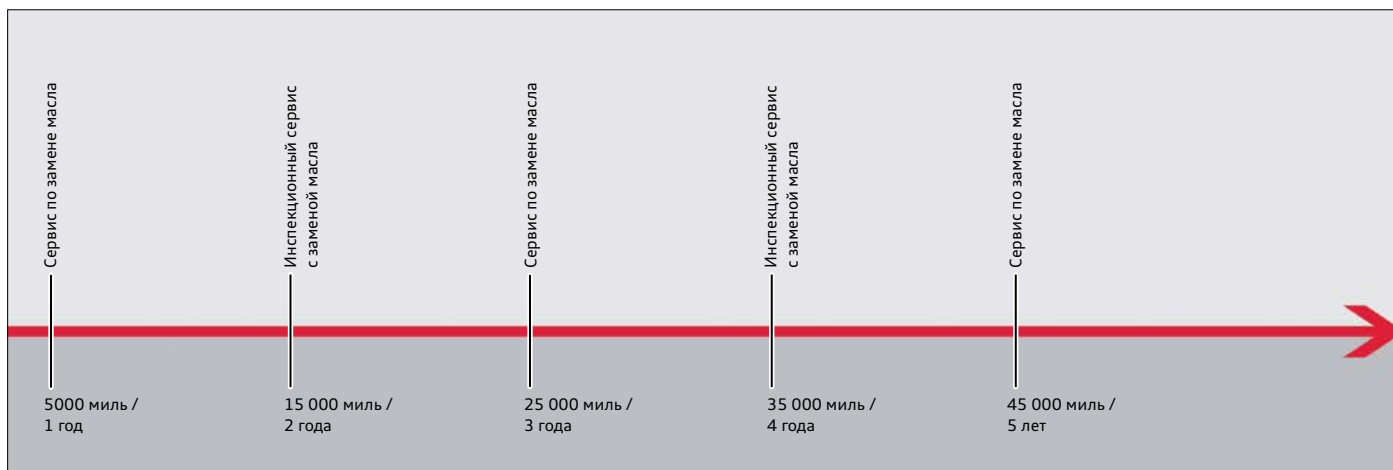 Сервис по замене масла
Инспекционный сервис
с заменой масла
Сервис по замене масла
Инспекционный сервис
с заменой масла
Сервис по замене масла
5000 миль /
1 год
15 000 миль /
2 года
25 000 миль /
3 года
35 000 миль /
4 года
45 000 миль /
5 лет